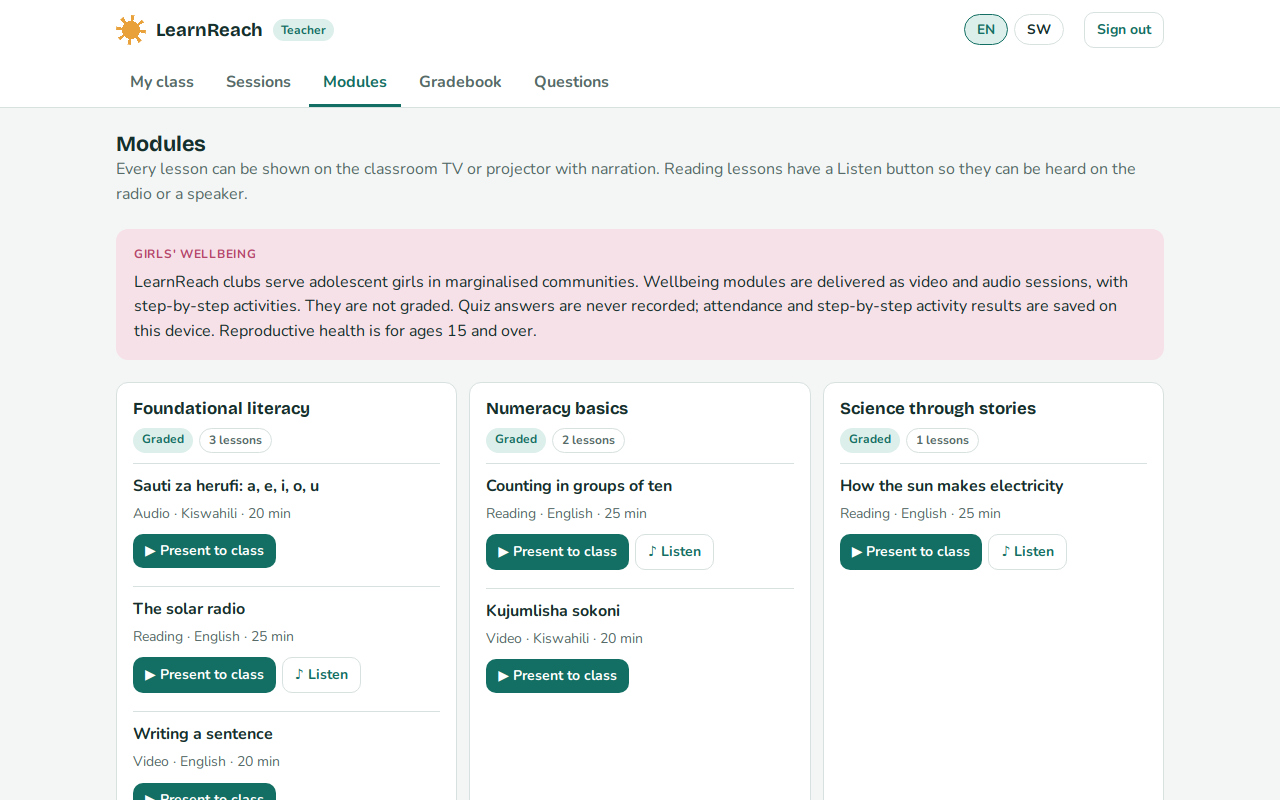 LearnReach
Teacher
EN
SW
Sign out
My class
Sessions
Modules
Gradebook
Questions
Modules
Every lesson can be shown on the classroom TV or projector with narration. Reading lessons have a Listen button so they can be heard on the
radio or a speaker.
GIRLS' WELLBEING
LearnReach clubs serve adolescent girls in marginalised communities. Wellbeing modules are delivered as video and audio sessions, with
step-by-step activities. They are not graded. Quiz answers are never recorded; attendance and step-by-step activity results are saved on
this device. Reproductive health is for ages 15 and over.
Foundational literacy
Graded
3 lessons
Sauti za herufi: a, e, i, o, u
Audio · Kiswahili · 20 min
▶ Present to class
The solar radio
Reading · English · 25 min
▶ Present to class
♪ Listen
Writing a sentence
Video · English · 20 min
▶ Present to class
Numeracy basics
Graded
2 lessons
Counting in groups of ten
Reading · English · 25 min
▶ Present to class
♪ Listen
Kujumlisha sokoni
Video · Kiswahili · 20 min
▶ Present to class
Science through stories
Graded
1 lessons
How the sun makes electricity
Reading · English · 25 min
▶ Present to class
♪ Listen